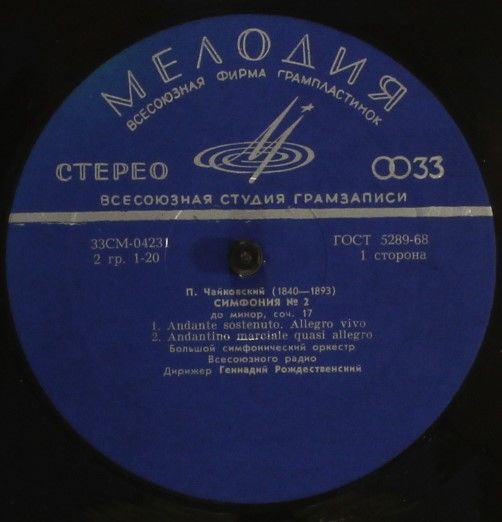 МЕЛОДИЯ
ВСЕСОЮЗНАЯ ФИРМА ГРАМПЛАСТИНОК
СТЕРЕО
33
ВСЕСОЮЗНАЯ СТУДИЯ ГРАМЗАПИСИ
33СМ-04231
ГОСТ 5289-68
2 гр. 1-20
1 сторона
П. Чайковский (1840—1893)
СИМФОНИЯ № 2
до минор, соч. 17
1. Andante sostenuto. Allegro vivo
2. Andantino marciale quasi allegro
Большой симфонический оркестр
Всесоюзного радио
Дирижер Геннадий Рождественский